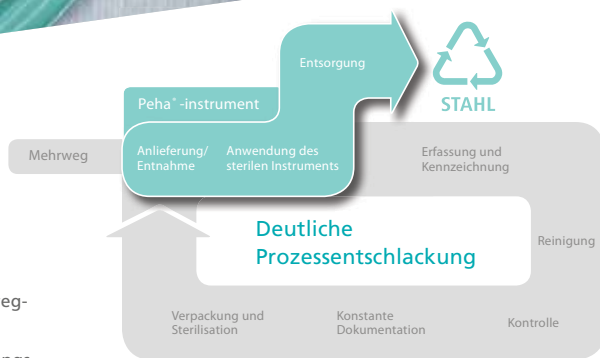 Entsorgung
STAHL
Peha®-instrument
Mehrweg
Anlieferung/
Entnahme
Anwendung des
sterilen Instruments
Erfassung und
Kennzeichnung
Deutliche
Prozessentschlackung
Reinigung
eg-
Verpackung und
Sterilisation
Konstante
Dokumentation
Kontrolle